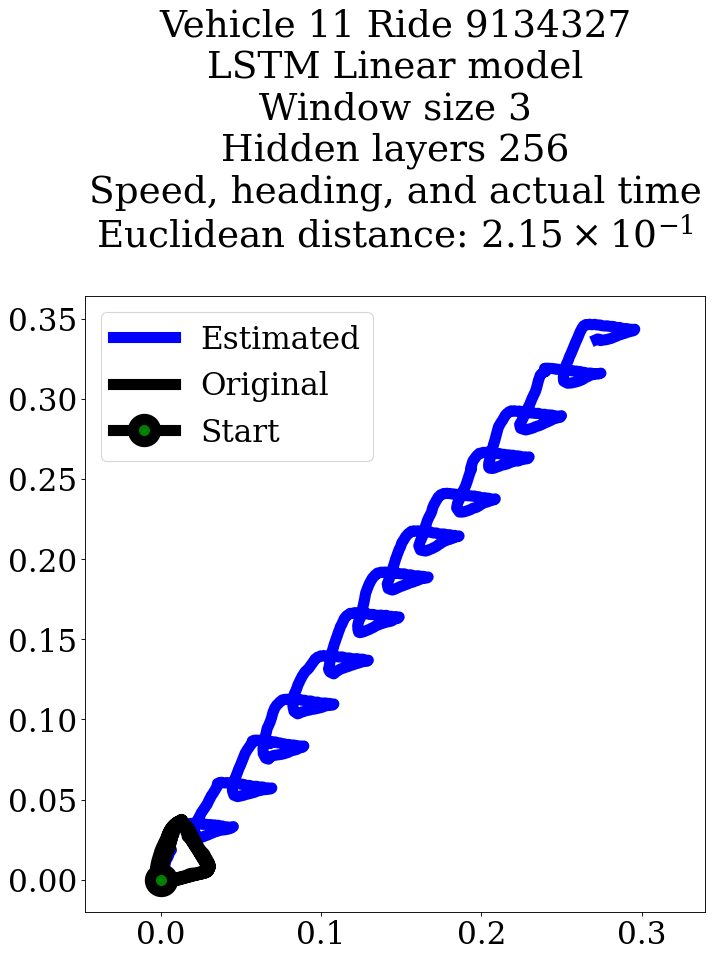 Vehicle 11 Ride 9134327
LSTM Linear model
Window size 3
Hidden layers 256
Speed, heading, and actual time
Euclidean distance: 2.15 × 10⁻¹
Estimated
Original
Start
0.35
0.30
0.25
0.20
0.15
0.10
0.05
0.00
0.0 0.1 0.2 0.3